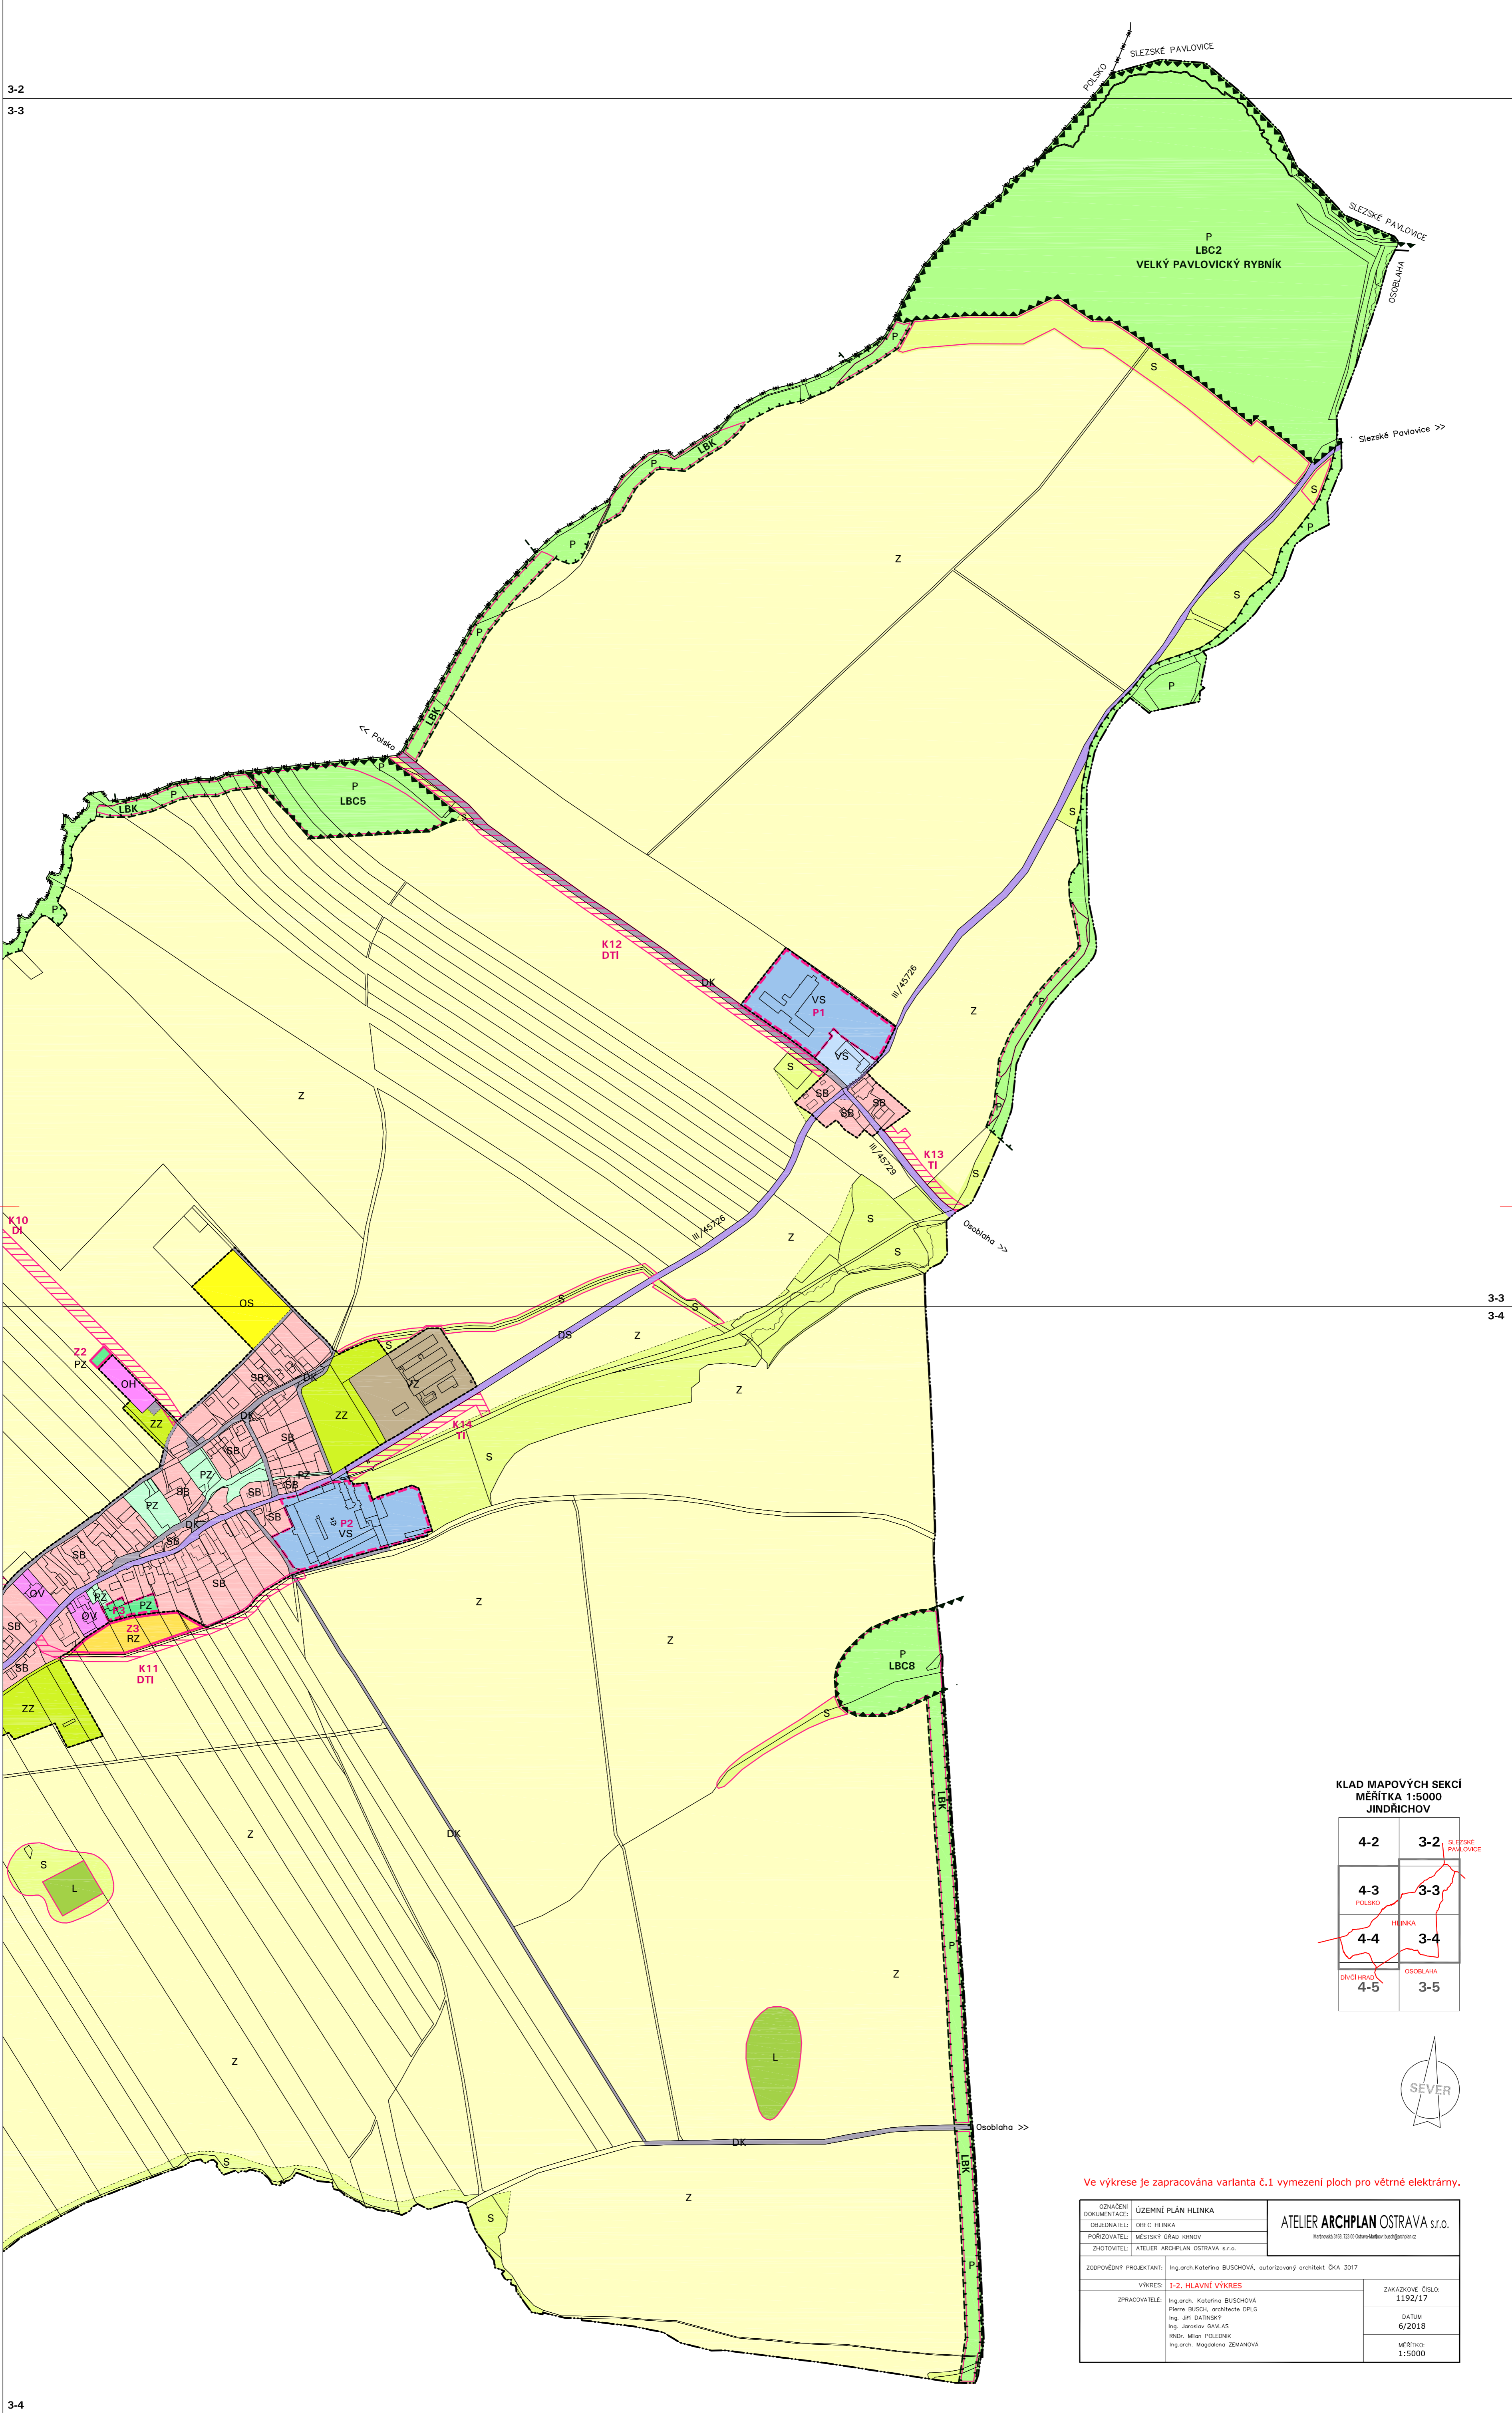 3-2
3-3
POLSKO
SLEZSKÉ PAVLOVICE
SLEZSKÉ PAVLOVICE
OSOBLAHA
P
LBC2
VELKÝ PAVLOVICKÝ RYBNÍK
P
S
Slezské Pavlovice >>
LBK
P
S
P
P
Z
S
P
P
LBK
<< Polsko
P
P
LBC5
P
LBK
S
P
K12
DTI
DK
III/45726
VS
P1
P
Z
VS
S
SB
SB
SB
P
Z
K13
TI
III/45729
S
K10
DI
S
Osoblaha >>
III/45726
Z
S
OS
S
S
3-3
3-4
DS
Z
Z2
PZ
S
OH
SB
DK
VZ
Z
ZZ
DK
ZZ
K14
TI
SB
SB
S
PZ
PZ
SB
SB
SB
PZ
DK
SB
P2
VS
SB
SB
SB
OV
PZ
P3
PZ
OV
Z
SB
Z3
RZ
Z
SB
K11
DTI
P
LBC8
ZZ
S
LBK
Z
DK
S
L
P
Z
Z
L
Osoblaha >>
DK
S
LBK
Z
S
P
3-4
KLAD MAPOVÝCH SEKCÍ
MĚŘÍTKA 1:5000
JINDŘICHOV
4-2
3-2
SLEZSKÉ
PAVLOVICE
4-3
3-3
POLSKO
HLINKA
4-4
3-4
DÍVČÍ HRAD
OSOBLAHA
4-5
3-5
SEVER
Ve výkrese je zapracována varianta č.1 vymezení ploch pro větrné elektrárny.
OZNAČENÍ
DOKUMENTACE:
ÚZEMNÍ PLÁN HLINKA
ATELIER ARCHPLAN OSTRAVA s.r.o.
OBJEDNATEL: OBEC HLINKA
POŘIZOVATEL: MĚSTSKÝ ÚŘAD KRNOV
ZHOTOVITEL: ATELIER ARCHPLAN OSTRAVA s.r.o.
ZODPOVĚDNÝ PROJEKTANT: Ing.arch.Kateřina BUSCHOVÁ, autorizovaný architekt ČKA 3017
VÝKRES: I-2. HLAVNÍ VÝKRES
ZAKÁZKOVÉ ČÍSLO:
1192/17
ZPRACOVATELÉ: Ing.arch. Kateřina BUSCHOVÁ
Pierre BUSCH, architecte DPLG
Ing. Jiří DATINSKÝ
Ing. Jaroslav GAVLAS
RNDr. Milan POLEDNIK
Ing.arch. Magdalena ZEMANOVÁ
DATUM
6/2018
MĚŘÍTKO:
1:5000